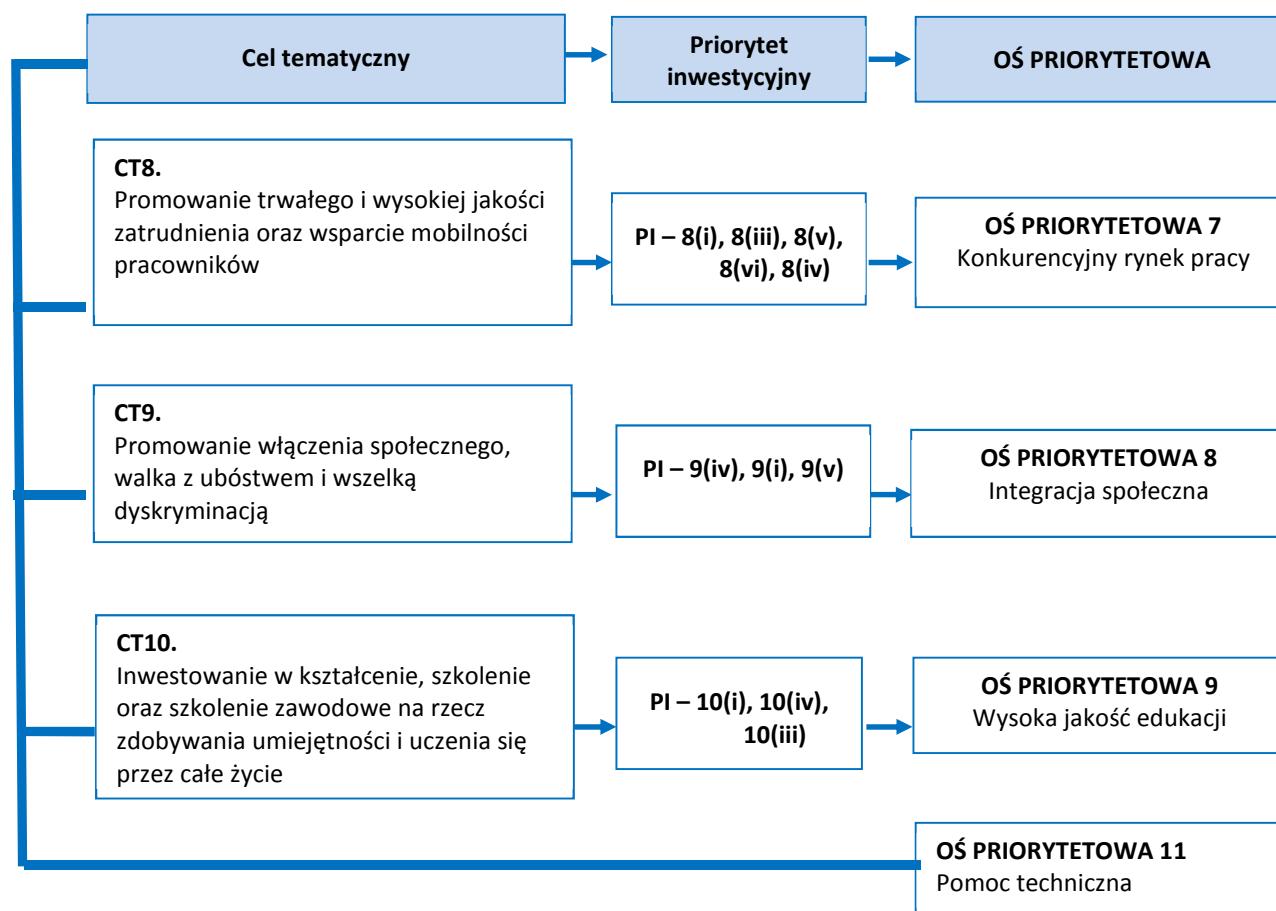 Cel tematyczny
Priorytet
inwestycyjny
OŚ PRIORYTETOWA
CT8.
Promowanie trwałego i wysokiej jakości
zatrudnienia oraz wsparcie mobilności
pracowników
PI – 8(i), 8(iii), 8(v),
8(vi), 8(iv)
OŚ PRIORYTETOWA 7
Konkurencyjny rynek pracy
CT9.
Promowanie włączenia społecznego,
walka z ubóstwem i wszelką
dyskryminacją
PI – 9(iv), 9(i), 9(v)
OŚ PRIORYTETOWA 8
Integracja społeczna
CT10.
Inwestowanie w kształcenie, szkolenie
oraz szkolenie zawodowe na rzecz
zdobywania umiejętności i uczenia się
przez całe życie
PI – 10(i), 10(iv),
10(iii)
OŚ PRIORYTETOWA 9
Wysoka jakość edukacji
OŚ PRIORYTETOWA 11
Pomoc techniczna